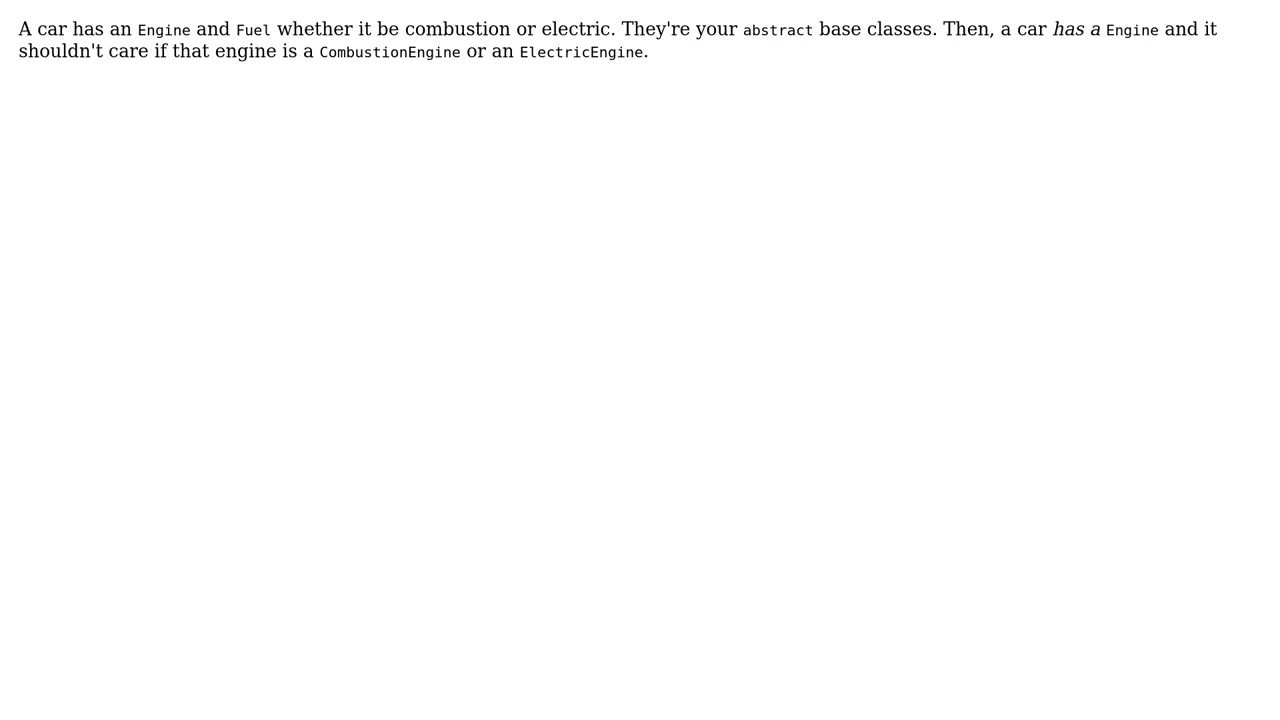 A car has an Engine and Fuel whether it be combustion or electric. They're your abstract base classes. Then, a car has a Engine and it
shouldn't care if that engine is a CombustionEngine or an ElectricEngine.